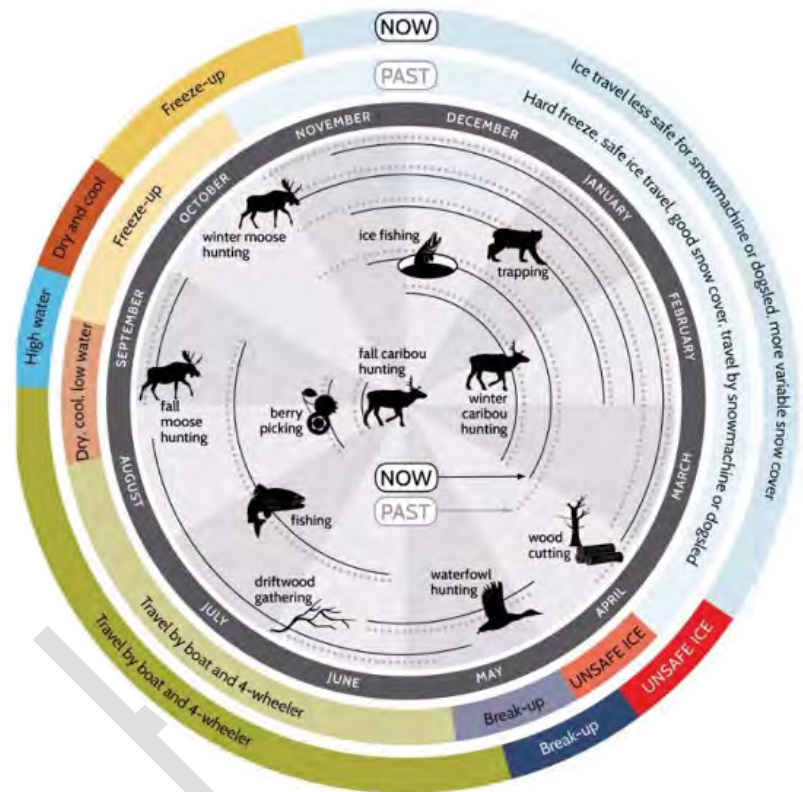 NOW
PAST
Freeze-up
Ice travel less safe for snowmachine or dogsled, more variable snow cover
Dry and cool
High water
Travel by boat and 4-wheeler
Break-up
UNSAFE ICE
Freeze-up
Hard freeze, safe ice travel, good snow cover, travel by snowmachine or dogsled
Dry, cool, low water
Travel by boat and 4-wheeler
Break-up
UNSAFE ICE
NOVEMBER
DECEMBER
JANUARY
FEBRUARY
MARCH
APRIL
MAY
JUNE
JULY
AUGUST
SEPTEMBER
OCTOBER
winter moose
hunting
ice fishing
trapping
fall caribou
hunting
fall
moose
hunting
berry
picking
winter
caribou
hunting
NOW
PAST
fishing
wood
cutting
driftwood
gathering
waterfowl
hunting